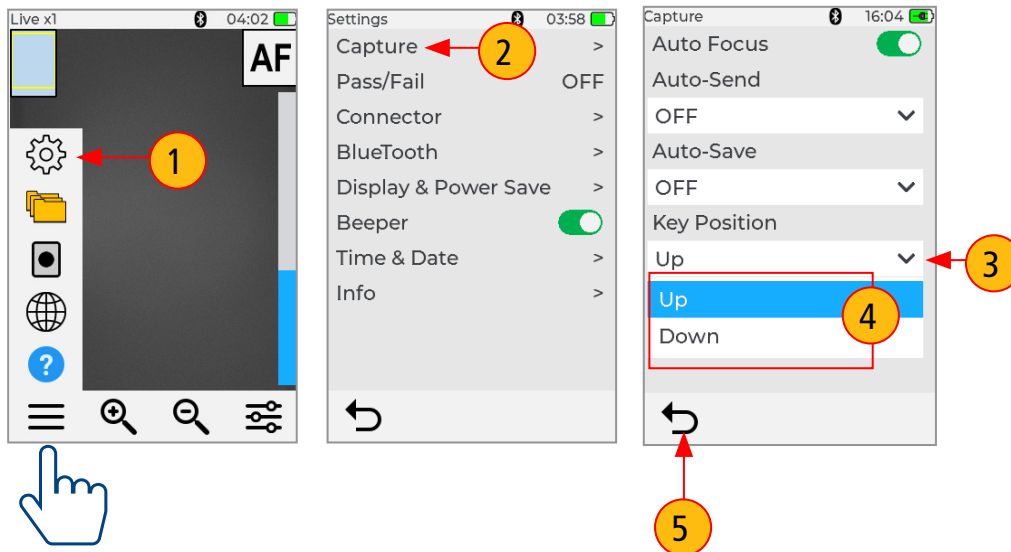 Live x1 04:02
AF
1
?
Settings 03:58
Capture >
2
Pass/Fail OFF
Connector >
BlueTooth >
Display & Power Save >
Beeper
Time & Date >
Info >
Capture 16:04
Auto Focus
Auto-Send
OFF
Auto-Save
OFF
Key Position
Up
3
Up
4
Down
5